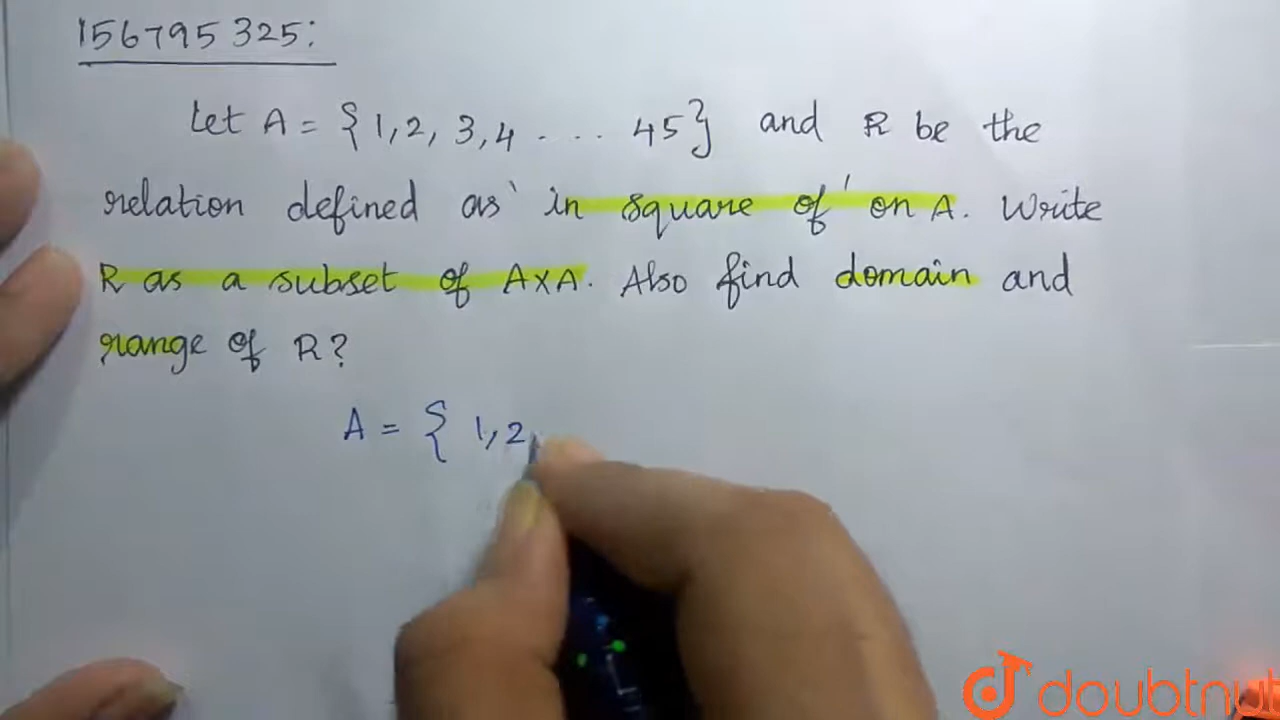 156795325:
Let A = {1, 2, 3, 4 .... 45} and R be the
relation defined as 'in square of' on A. Write
R as a subset of A×A. Also find domain and
range of R?
A = { 1, 2,
doubtnut